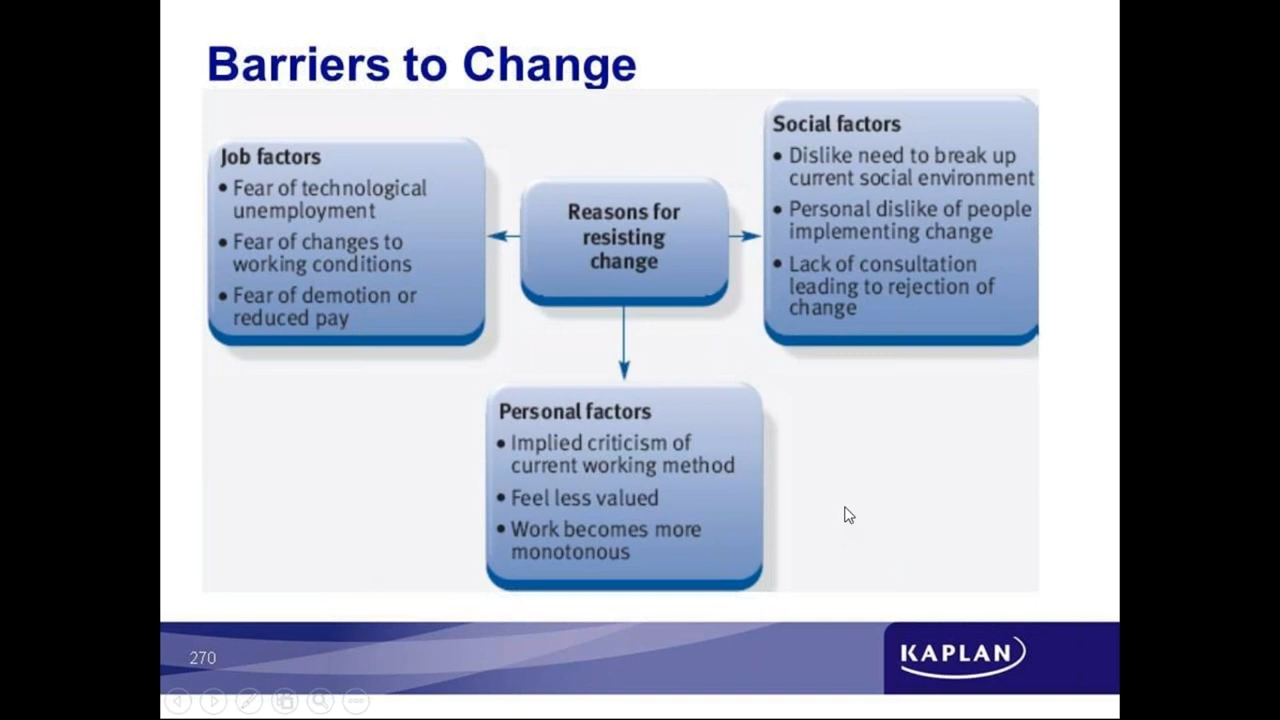 Barriers to Change
Job factors
• Fear of technological
unemployment
• Fear of changes to
working conditions
• Fear of demotion or
reduced pay
Reasons for
resisting
change
Social factors
• Dislike need to break up
current social environment
• Personal dislike of people
implementing change
• Lack of consultation
leading to rejection of
change
Personal factors
• Implied criticism of
current working method
• Feel less valued
• Work becomes more
monotonous
270
KAPLAN